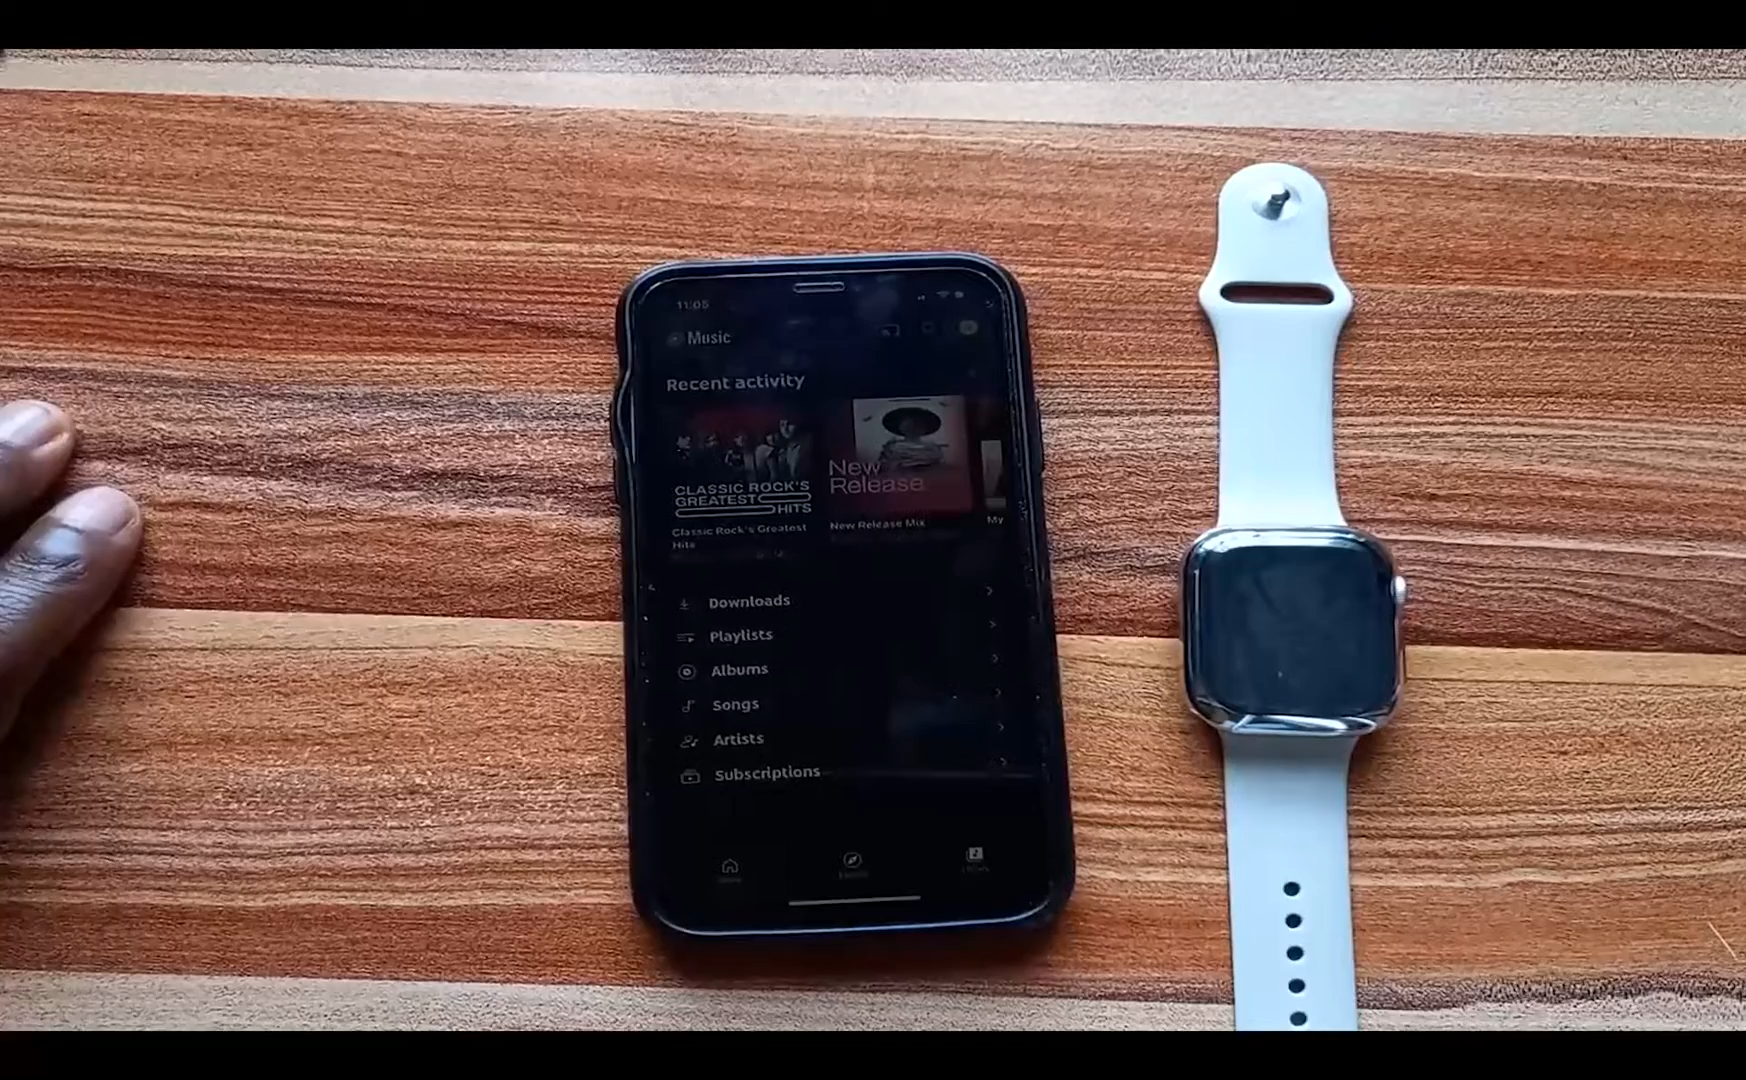 11:05
Music
Recent activity
CLASSIC ROCK'S
GREATEST
HITS
New
Release
Classic Rock's Greatest
Hits
New Release Mix
My
Downloads
Playlists
Albums
Songs
Artists
Subscriptions